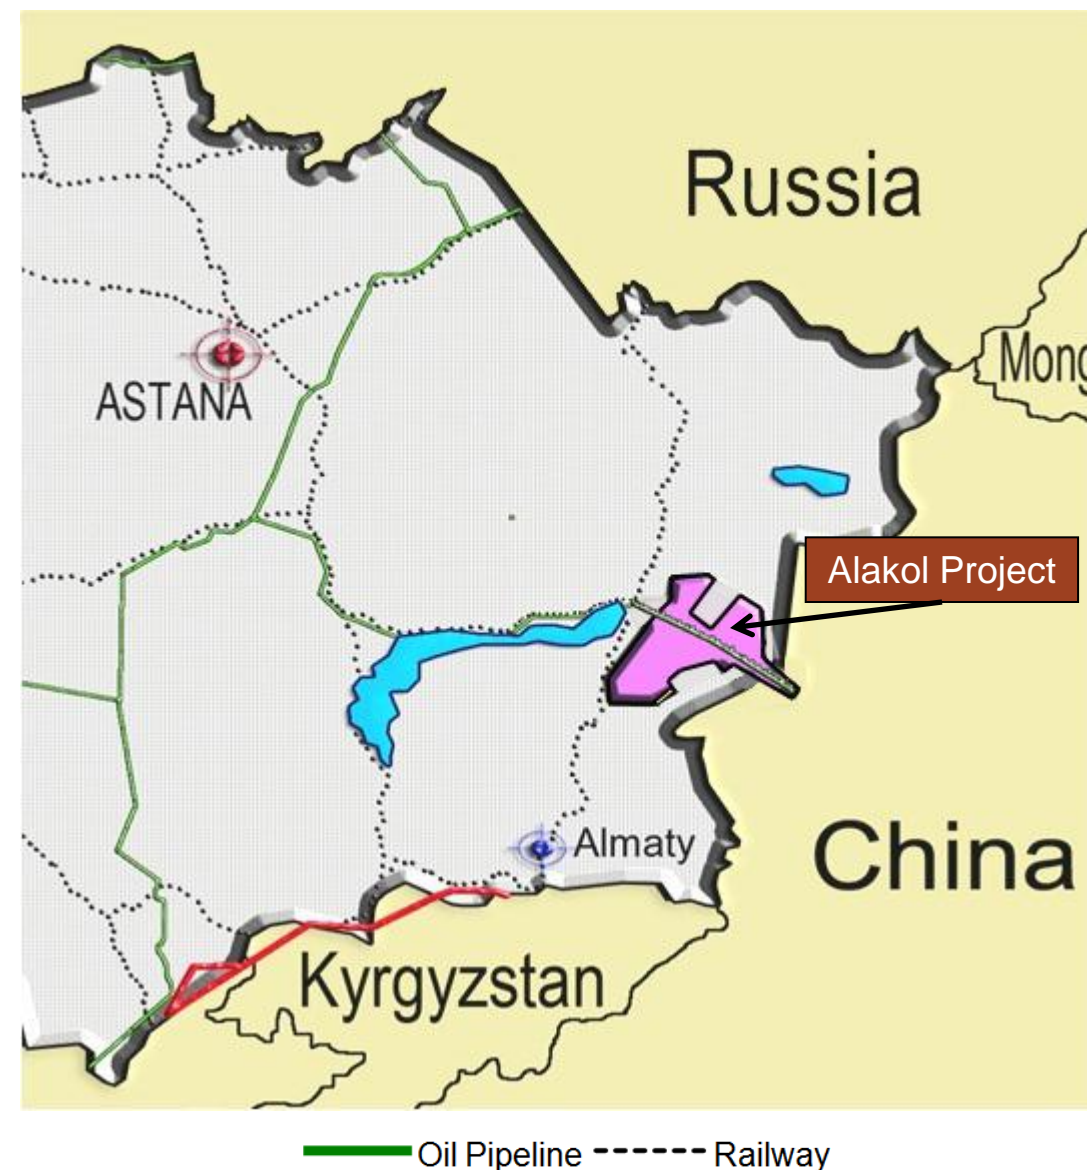 Russia
Mong
ASTANA
Alakol Project
Almaty
China
Kyrgyzstan
Oil Pipeline
Railway